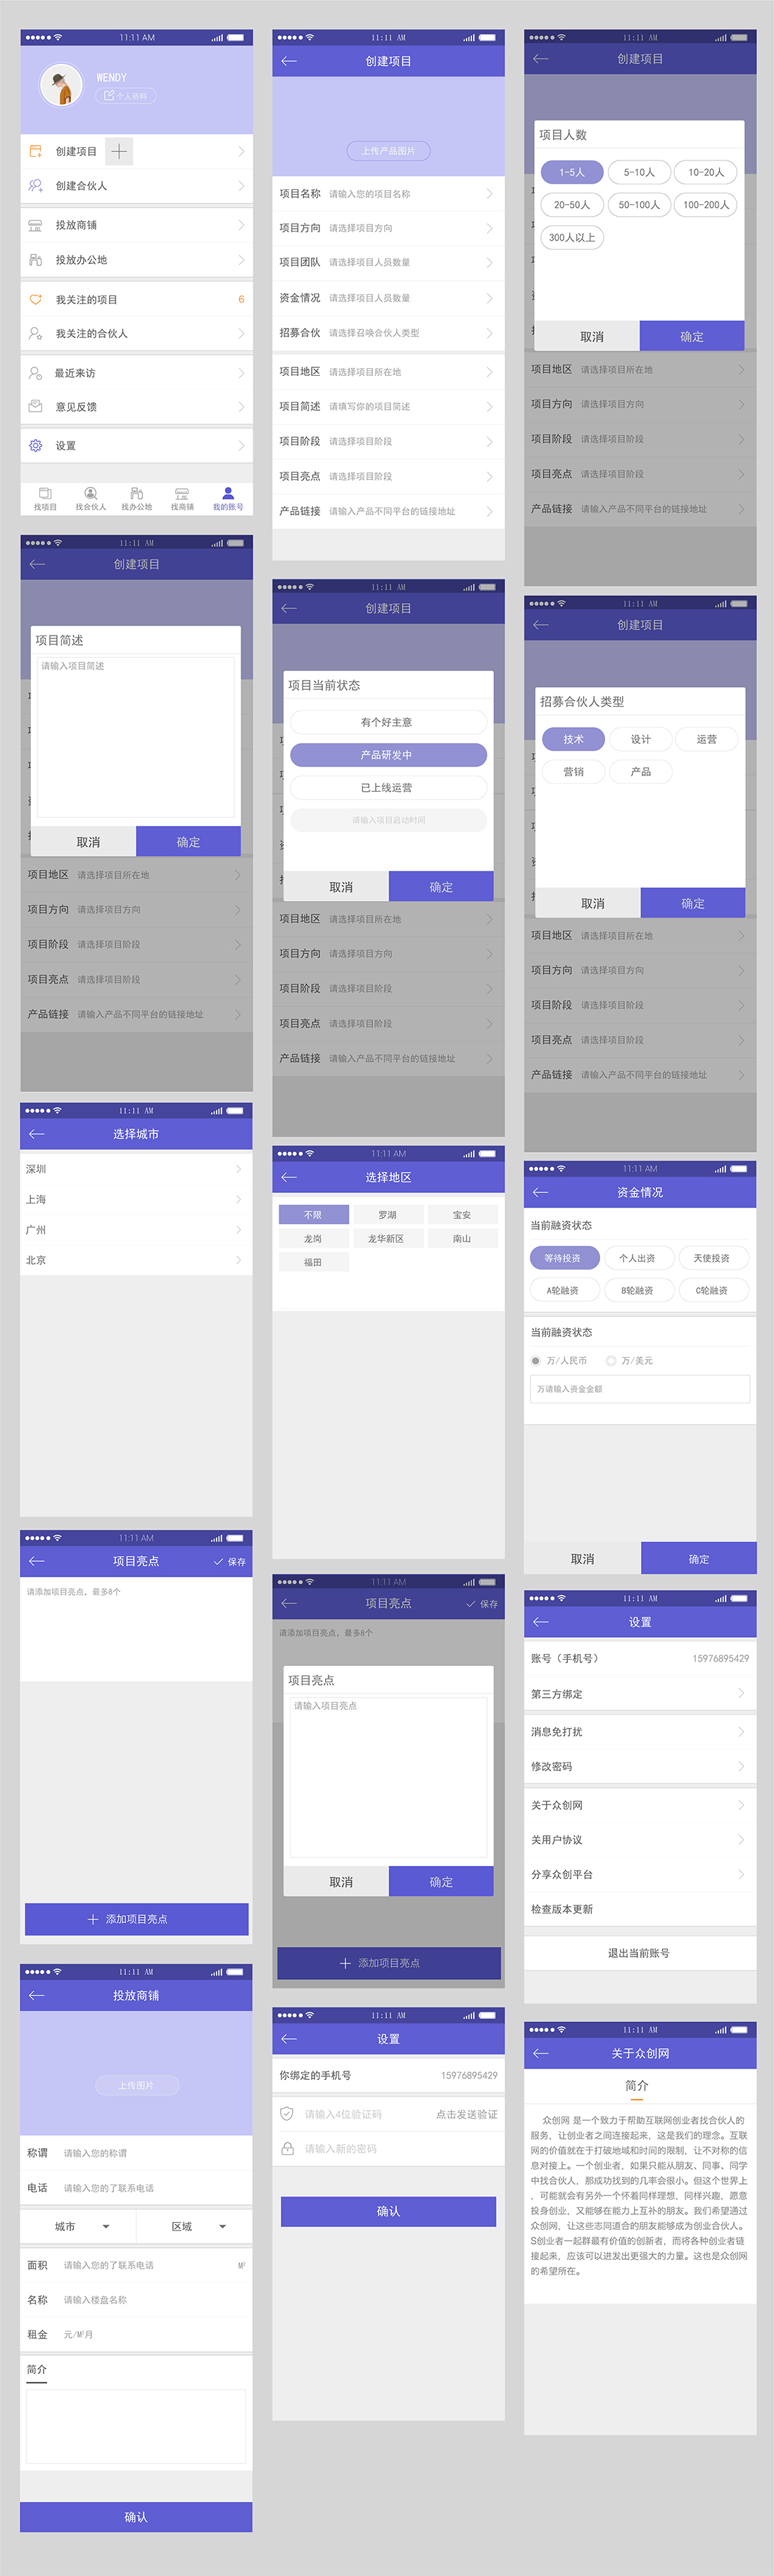 11:11 AM
WENDY
个人资料
创建项目
创建合伙人
投放商铺
投放办公地
我关注的项目 6
我关注的合伙人
最近来访
意见反馈
设置
找项目 找合伙人 找办公地 找商铺 我的账号
11:11 AM
创建项目
上传产品图片
项目名称 请输入您的项目名称
项目方向 请选择项目方向
项目团队 请选择项目人员数量
资金情况 请选择项目人员数量
招募合伙 请选择召唤合伙人类型
项目地区 请选择项目所在地
项目简述 请填写你的项目简述
项目阶段 请选择项目阶段
项目亮点 请选择项目阶段
产品链接 请输入产品不同平台的链接地址
11:11 AM
创建项目
项目人数
1-5人 5-10人 10-20人
20-50人 50-100人 100-200人
300人以上
取消 确定
项目地区 请选择项目所在地
项目方向 请选择项目方向
项目阶段 请选择项目阶段
项目亮点 请选择项目阶段
产品链接 请输入产品不同平台的链接地址
11:11 AM
创建项目
项目简述
请输入项目简述
取消 确定
项目地区 请选择项目所在地
项目方向 请选择项目方向
项目阶段 请选择项目阶段
项目亮点 请选择项目阶段
产品链接 请输入产品不同平台的链接地址
11:11 AM
创建项目
项目当前状态
有个好主意
产品研发中
已上线运营
请输入项目启动时间
取消 确定
项目地区 请选择项目所在地
项目方向 请选择项目方向
项目阶段 请选择项目阶段
项目亮点 请选择项目阶段
产品链接 请输入产品不同平台的链接地址
11:11 AM
创建项目
招募合伙人类型
技术 设计 运营
营销 产品
取消 确定
项目地区 请选择项目所在地
项目方向 请选择项目方向
项目阶段 请选择项目阶段
项目亮点 请选择项目阶段
产品链接 请输入产品不同平台的链接地址
11:11 AM
选择城市
深圳
上海
广州
北京
11:11 AM
选择地区
不限 罗湖 宝安
龙岗 龙华新区 南山
福田
11:11 AM
资金情况
当前融资状态
等待投资 个人出资 天使投资
A轮融资 B轮融资 C轮融资
当前融资状态
万/人民币 万/美元
万请输入资金金额
取消 确定
11:11 AM
项目亮点 保存
请添加项目亮点，最多8个
添加项目亮点
11:11 AM
项目亮点 保存
请添加项目亮点，最多8个
项目亮点
请输入项目亮点
取消 确定
添加项目亮点
11:11 AM
设置
账号（手机号） 15976895429
第三方绑定
消息免打扰
修改密码
关于众创网
关用户协议
分享众创平台
检查版本更新
退出当前账号
11:11 AM
投放商铺
上传图片
称谓 请输入您的称谓
电话 请输入您的了联系电话
城市 区域
面积 请输入您的了联系电话 M²
名称 请输入楼盘名称
租金 元/M²月
简介
确认
11:11 AM
设置
你绑定的手机号 15976895429
请输入4位验证码 点击发送验证
请输入新的密码
确认
11:11 AM
关于众创网
简介
众创网 是一个致力于帮助互联网创业者找合伙人的
服务，让创业者之间连接起来，这是我们的理念。互联
网的价值就在于打破地域和时间的限制，让不对称的信
息对接上。一个创业者，如果只能从朋友、同事、同学
中找合伙人，那成功找到的几率会很小。但这个世界上
，可能就会有另外一个怀着同样理想，同样兴趣，愿意
投身创业，又能够在能力上互补的朋友。我们希望通过
众创网，让这些志同道合的朋友能够成为创业合伙人。
S创业者一起群最有价值的创新者，而将各种创业者链
接起来，应该可以迸发出更强大的力量。这也是众创网
的希望所在。